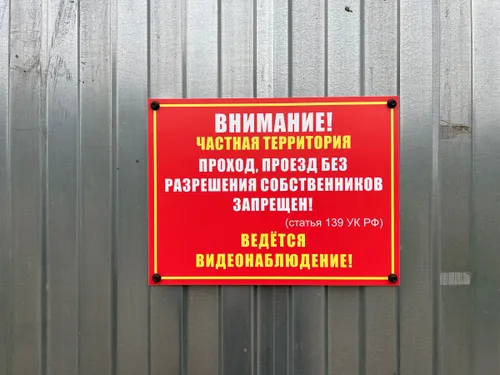 ВНИМАНИЕ!
ЧАСТНАЯ ТЕРРИТОРИЯ
ПРОХОД, ПРОЕЗД БЕЗ
РАЗРЕШЕНИЯ СОБСТВЕННИКОВ
ЗАПРЕЩЕН!
(статья 139 УК РФ)
ВЕДЁТСЯ
ВИДЕОНАБЛЮДЕНИЕ!